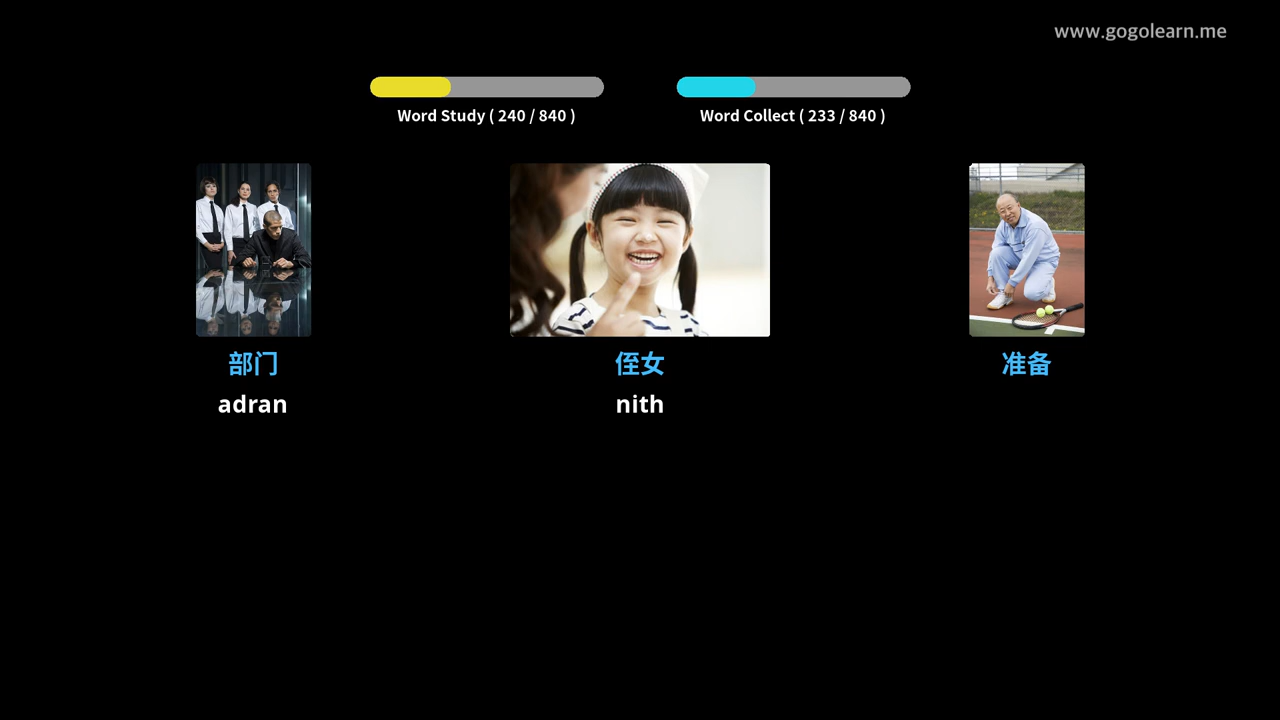 www.gogolearn.me
Word Study ( 240 / 840 )
Word Collect ( 233 / 840 )
部门
侄女
准备
adran
nith